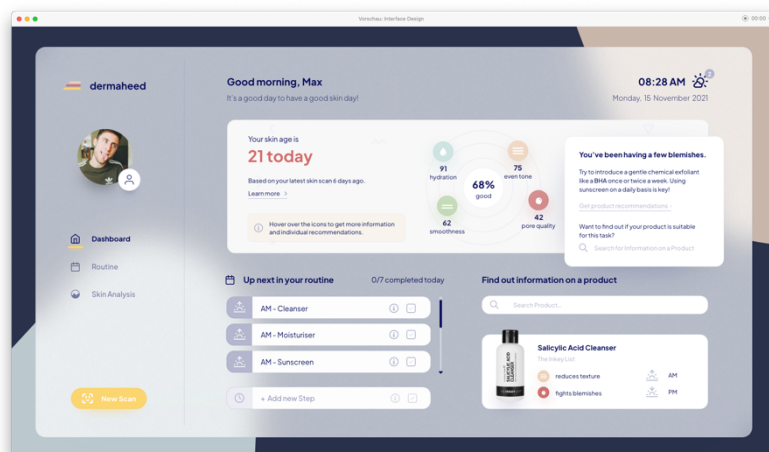 Vorschau: Interface Design
00:00
dermaheed
Good morning, Max
It's a good day to have a good skin day!
08:28 AM
2
Monday, 15 November 2021
Your skin age is
21 today
Based on your latest skin scan 6 days ago.
Learn more >
Hover over the icons to get more information
and individual recommendations.
91
hydration
75
even tone
68%
good
62
smoothness
42
pore quality
You've been having a few blemishes.
Try to introduce a gentle chemical exfoliant
like a BHA once or twice a week. Using
sunscreen on a daily basis is key!
Get product recommendations >
Want to find out if your product is suitable
for this task?
Search for Information on a Product
Dashboard
Routine
Skin Analysis
New Scan
Up next in your routine
0/7 completed today
AM - Cleanser
AM - Moisturiser
AM - Sunscreen
+ Add new Step
Find out information on a product
Search Product...
SALICYLIC ACID
CLEANSER
Salicylic Acid Cleanser
The Inkey List
reduces texture
AM
fights blemishes
PM